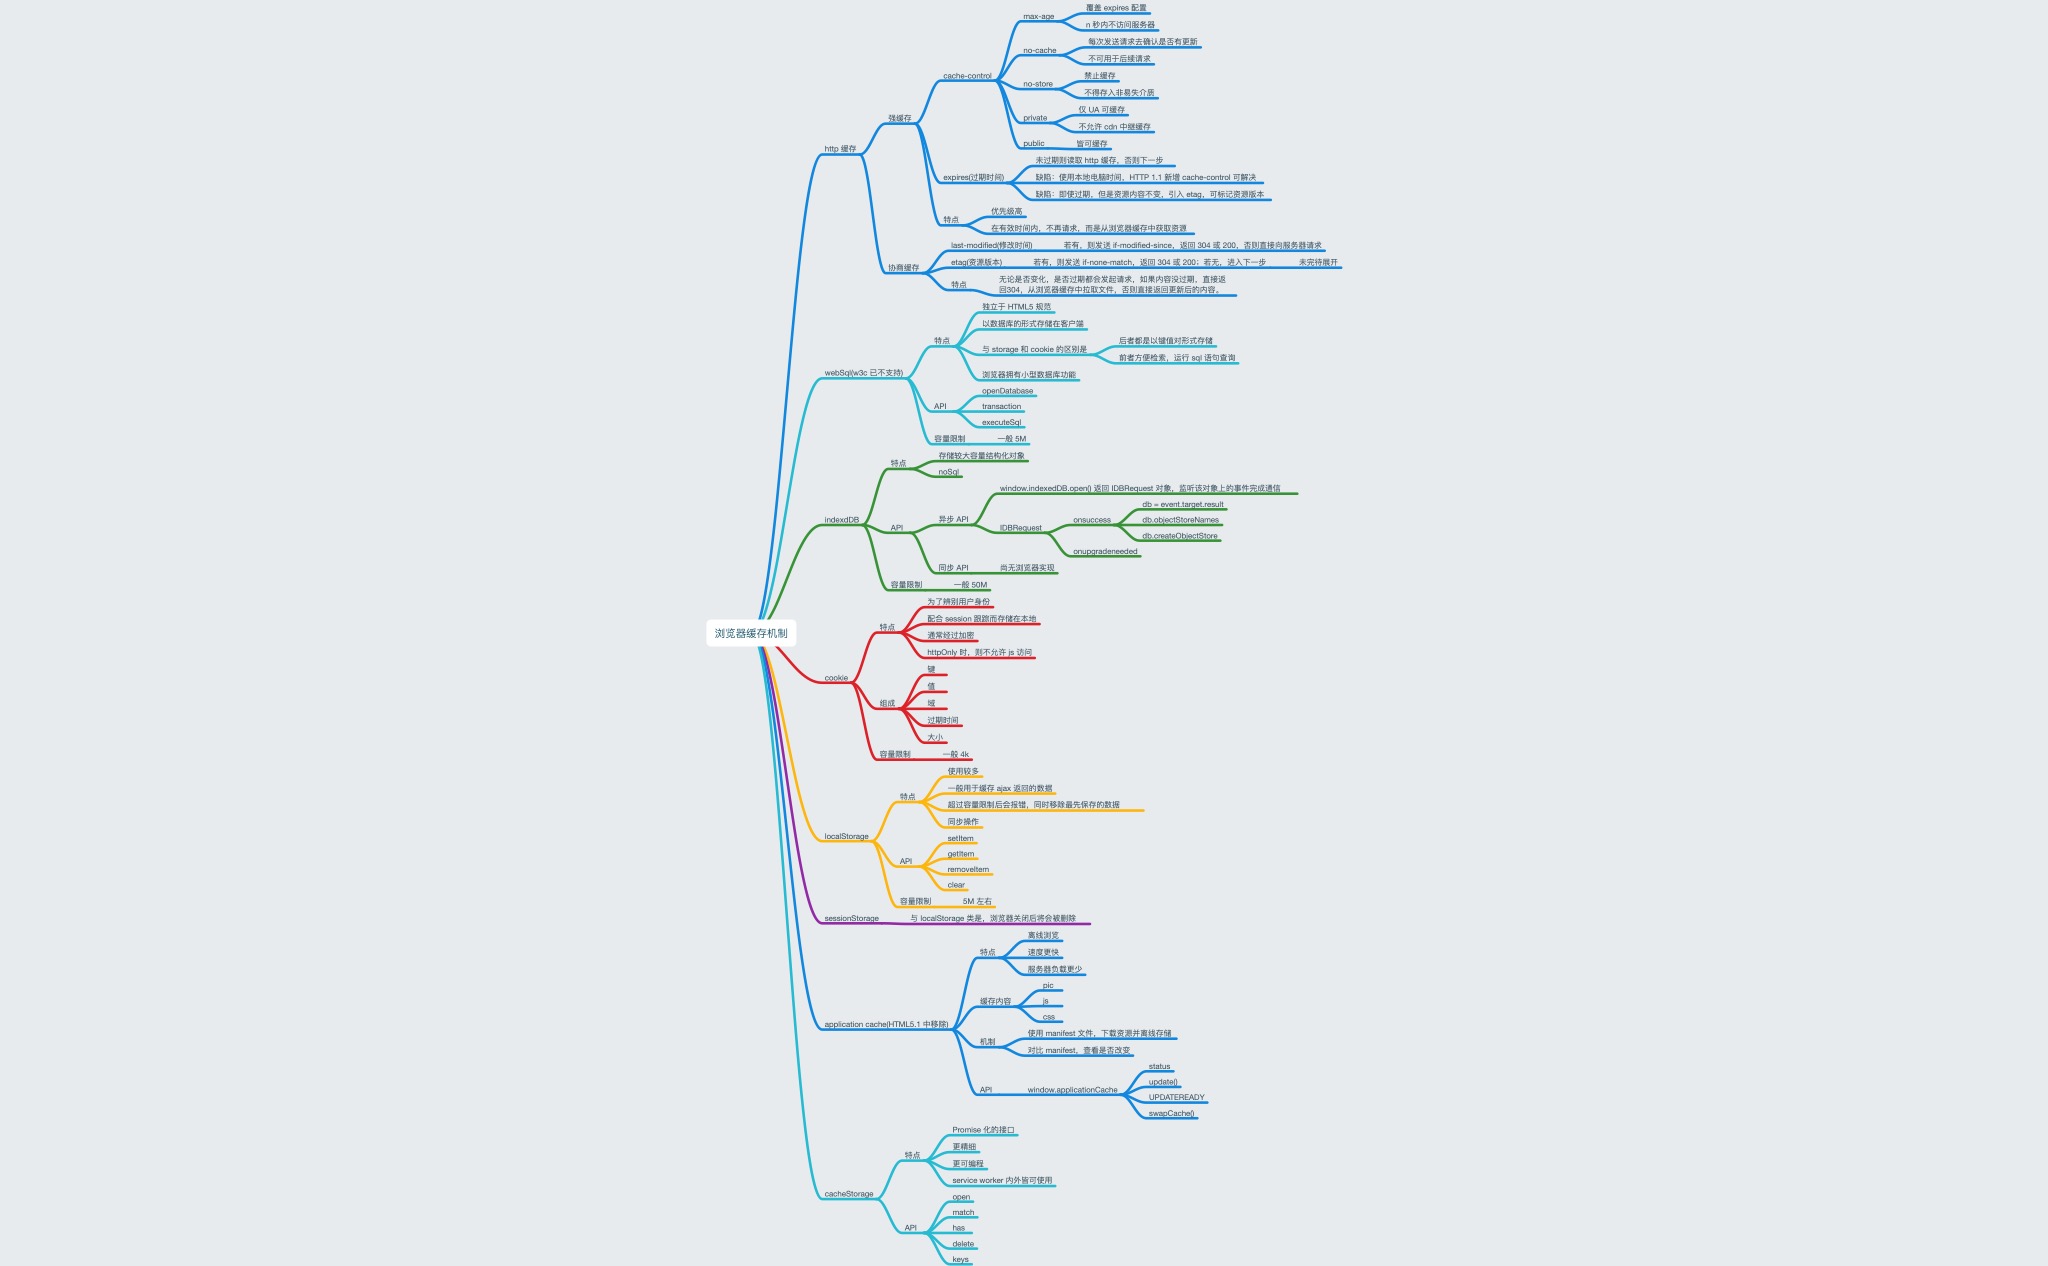 浏览器缓存机制
http 缓存
强缓存
cache-control
max-age
覆盖 expires 配置
n 秒内不访问服务器
no-cache
每次发送请求去确认是否有更新
不可用于后续请求
no-store
禁止缓存
不得存入非易失介质
private
仅 UA 可缓存
不允许 cdn 中继缓存
public
皆可缓存
expires(过期时间)
未过期则读取 http 缓存，否则下一步
缺陷：使用本地电脑时间，HTTP 1.1 新增 cache-control 可解决
缺陷：即使过期，但是资源内容不变，引入 etag，可标记资源版本
特点
优先级高
在有效时间内，不再请求，而是从浏览器缓存中获取资源
协商缓存
last-modified(修改时间)
若有，则发送 if-modified-since，返回 304 或 200，否则直接向服务器请求
etag(资源版本)
若有，则发送 if-none-match，返回 304 或 200；若无，进入下一步
未完待展开
特点
无论是否变化，是否过期都会发起请求，如果内容没过期，直接返
回304，从浏览器缓存中拉取文件，否则直接返回更新后的内容。
webSql(w3c 已不支持)
特点
独立于 HTML5 规范
以数据库的形式存储在客户端
与 storage 和 cookie 的区别是
后者都是以键值对形式存储
前者方便检索，运行 sql 语句查询
浏览器拥有小型数据库功能
API
openDatabase
transaction
executeSql
容量限制
一般 5M
indexdDB
特点
存储较大容量结构化对象
noSql
API
异步 API
window.indexedDB.open() 返回 IDBRequest 对象，监听该对象上的事件完成通信
IDBRequest
onsuccess
db = event.target.result
db.objectStoreNames
db.createObjectStore
onupgradeneeded
同步 API
尚无浏览器实现
容量限制
一般 50M
cookie
特点
为了辨别用户身份
配合 session 跟踪而存储在本地
通常经过加密
httpOnly 时，则不允许 js 访问
组成
键
值
域
过期时间
大小
容量限制
一般 4k
localStorage
特点
使用较多
一般用于缓存 ajax 返回的数据
超过容量限制后会报错，同时移除最先保存的数据
同步操作
API
setItem
getItem
removeItem
clear
容量限制
5M 左右
sessionStorage
与 localStorage 类是，浏览器关闭后将会被删除
application cache(HTML5.1 中移除)
特点
离线浏览
速度更快
服务器负载更少
缓存内容
pic
js
css
机制
使用 manifest 文件，下载资源并离线存储
对比 manifest，查看是否改变
API
window.applicationCache
status
update()
UPDATEREADY
swapCache()
cacheStorage
特点
Promise 化的接口
更精细
更可编程
service worker 内外皆可使用
API
open
match
has
delete
keys